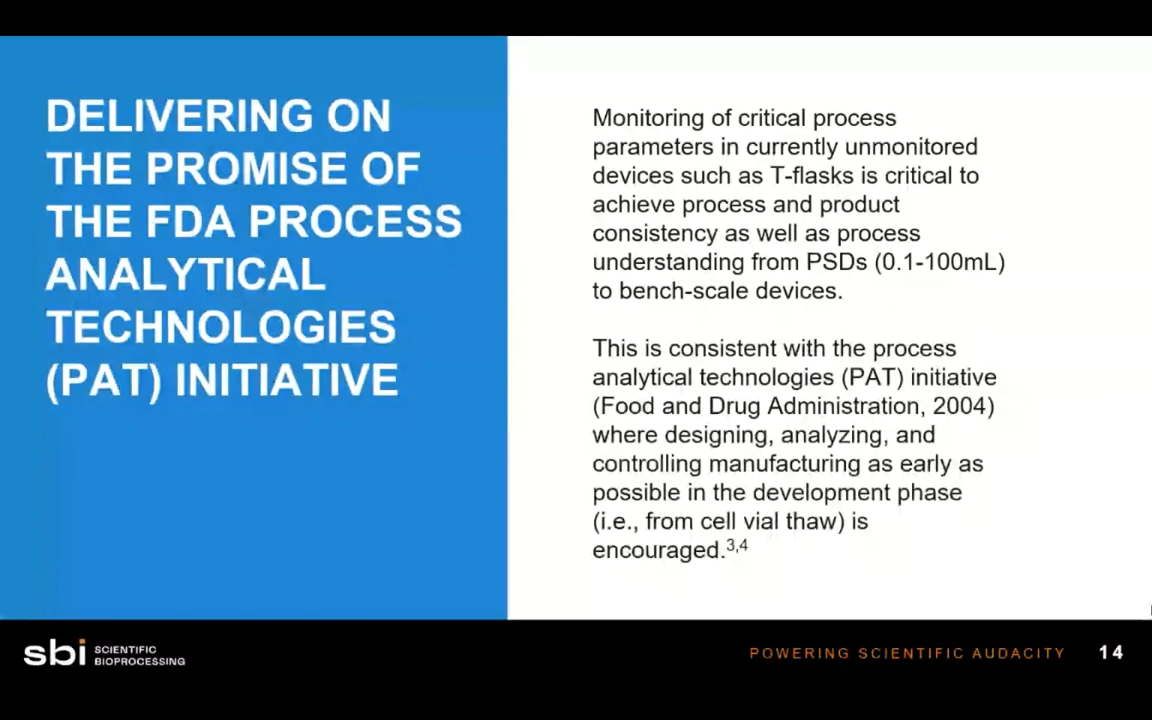 DELIVERING ON
THE PROMISE OF
THE FDA PROCESS
ANALYTICAL
TECHNOLOGIES
(PAT) INITIATIVE
Monitoring of critical process
parameters in currently unmonitored
devices such as T-flasks is critical to
achieve process and product
consistency as well as process
understanding from PSDs (0.1-100mL)
to bench-scale devices.
This is consistent with the process
analytical technologies (PAT) initiative
(Food and Drug Administration, 2004)
where designing, analyzing, and
controlling manufacturing as early as
possible in the development phase
(i.e., from cell vial thaw) is
encouraged.³,⁴
sbi SCIENTIFIC
BIOPROCESSING
POWERING SCIENTIFIC AUDACITY 14